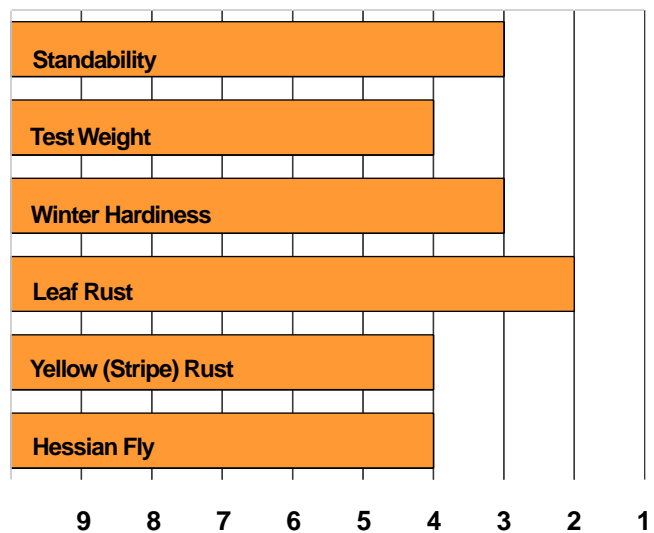 Standability
Test Weight
Winter Hardiness
Leaf Rust
Yellow (Stripe) Rust
Hessian Fly
9 8 7 6 5 4 3 2 1